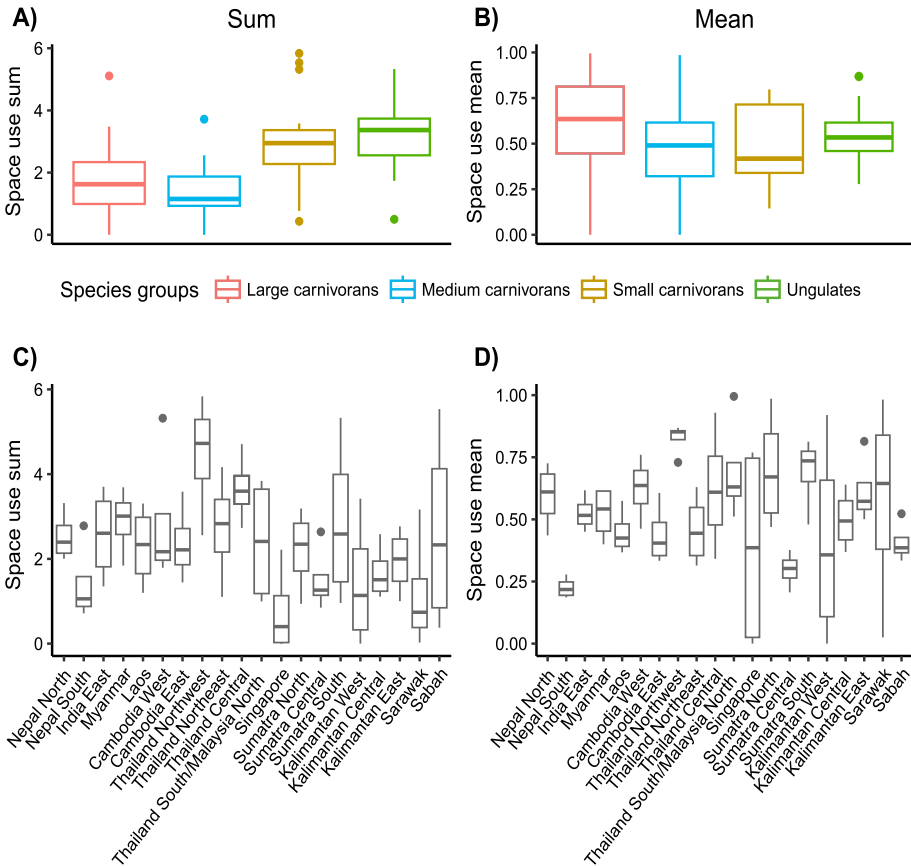 A)
Sum
Space use sum
6
4
2
0
B)
Mean
Space use mean
1.00
0.75
0.50
0.25
0.00
Species groups
Large carnivorans
Medium carnivorans
Small carnivorans
Ungulates
C)
Space use sum
6
4
2
0
Nepal North
Nepal South
India East
Myanmar
Laos
Cambodia West
Cambodia East
Thailand Northwest
Thailand Northeast
Thailand Central
Thailand South/Malaysia North
Singapore
Sumatra North
Sumatra Central
Sumatra South
Kalimantan West
Kalimantan Central
Kalimantan East
Sarawak
Sabah
D)
Space use mean
1.00
0.75
0.50
0.25
0.00
Nepal North
Nepal South
India East
Myanmar
Laos
Cambodia West
Cambodia East
Thailand Northwest
Thailand Northeast
Thailand Central
Thailand South/Malaysia North
Singapore
Sumatra North
Sumatra Central
Sumatra South
Kalimantan West
Kalimantan Central
Kalimantan East
Sarawak
Sabah